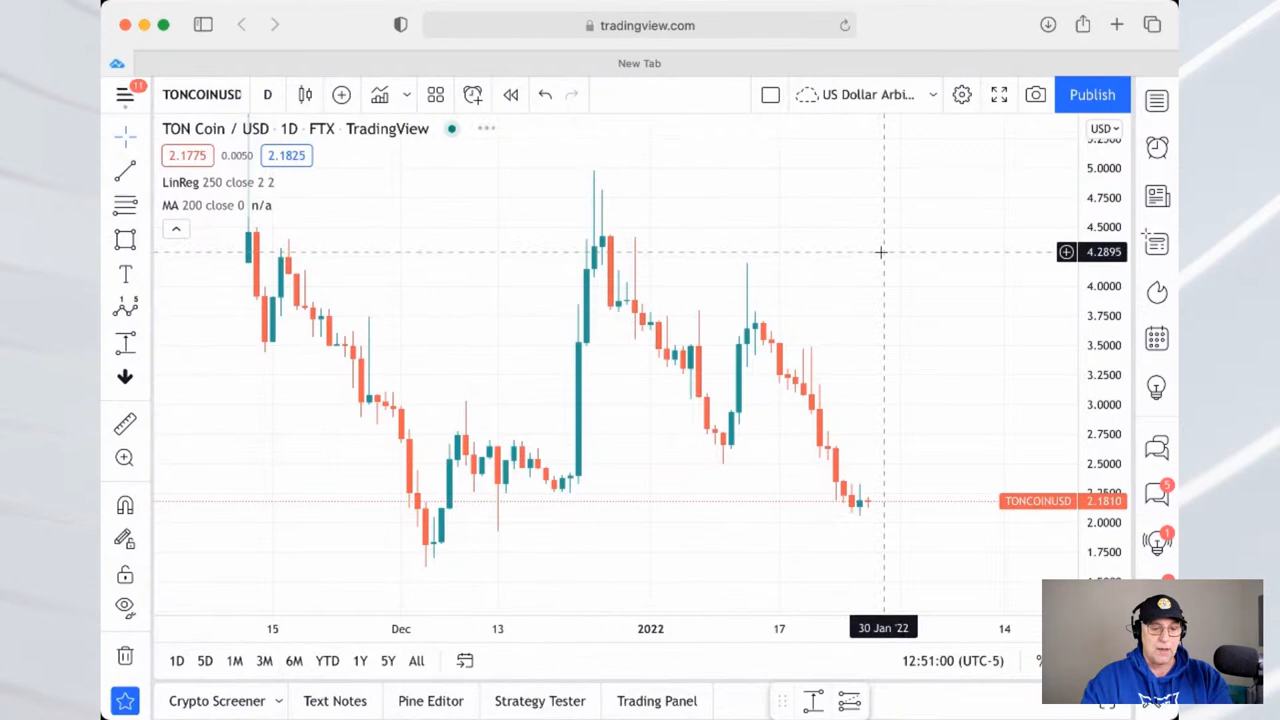 tradingview.com
New Tab
11
TONCOINUSD
D
US Dollar Arbi...
Publish
TON Coin / USD · 1D · FTX · TradingView
USD
2.1775
0.0050
2.1825
LinReg 250 close 2 2
MA 200 close 0 n/a
5.0000
4.7500
4.5000
4.2895
4.0000
3.7500
3.5000
3.2500
3.0000
2.7500
2.5000
TONCOINUSD 2.1810
2.0000
1.7500
5
1
15
Dec
13
2022
17
30 Jan '22
14
1D
5D
1M
3M
6M
YTD
1Y
5Y
All
12:51:00 (UTC-5)
%
Crypto Screener
Text Notes
Pine Editor
Strategy Tester
Trading Panel